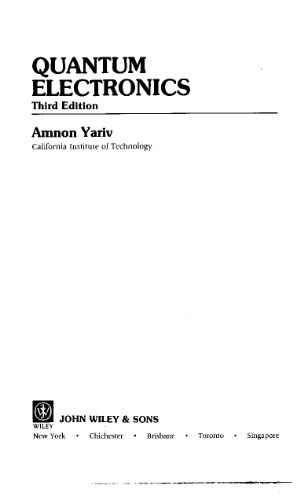 QUANTUM
ELECTRONICS
Third Edition
Amnon Yariv
California Institute of Technology
WILEY
JOHN WILEY & SONS
New York • Chichester • Brisbane • Toronto • Singapore